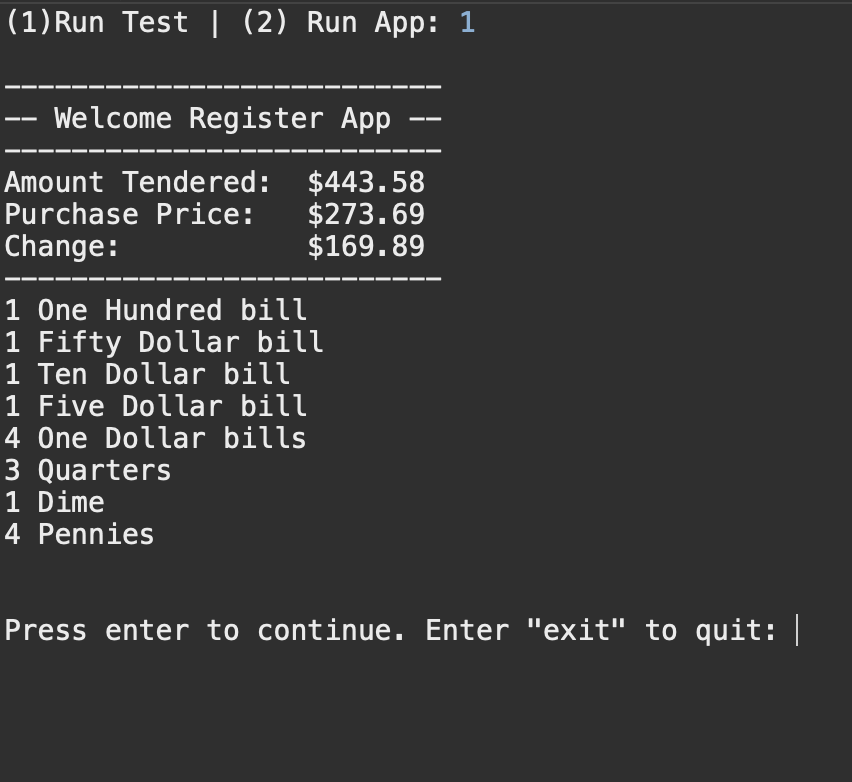 (1)Run Test | (2) Run App: 1
--------------------------
-- Welcome Register App --
--------------------------
Amount Tendered:  $443.58
Purchase Price:   $273.69
Change:           $169.89
--------------------------
1 One Hundred bill
1 Fifty Dollar bill
1 Ten Dollar bill
1 Five Dollar bill
4 One Dollar bills
3 Quarters
1 Dime
4 Pennies
Press enter to continue. Enter "exit" to quit: